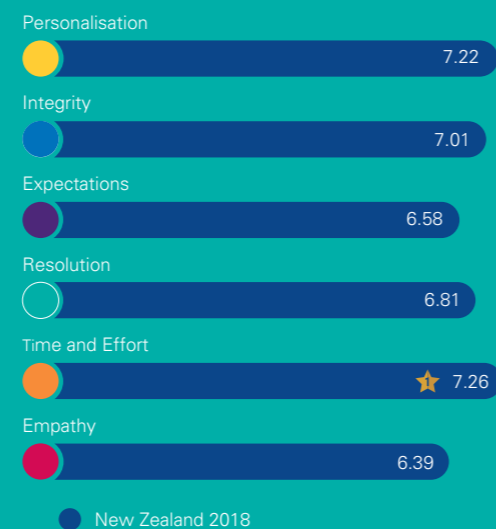 Personalisation
7.22
Integrity
7.01
Expectations
6.58
Resolution
6.81
Time and Effort
1 7.26
Empathy
6.39
New Zealand 2018